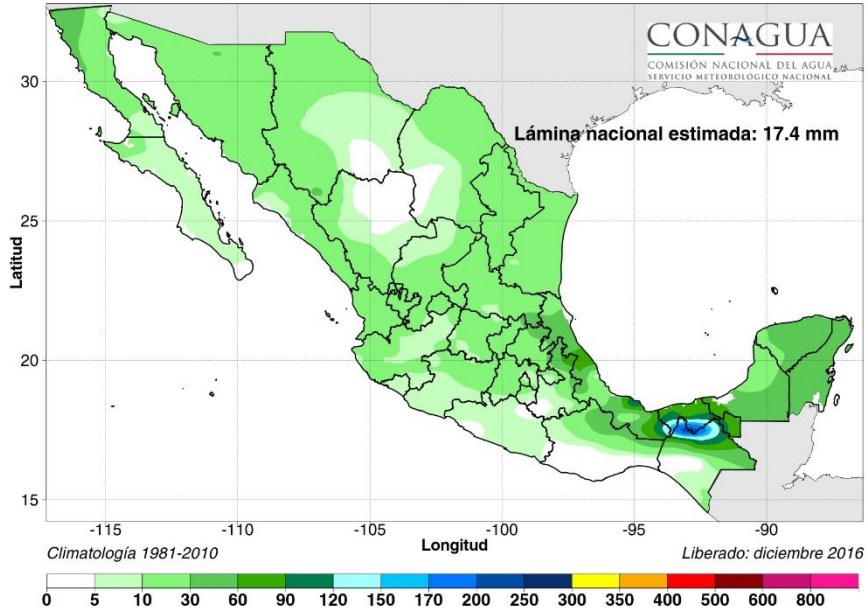 CONAGUA
COMISIÓN NACIONAL DEL AGUA
SERVICIO METEOROLÓGICO NACIONAL
Lámina nacional estimada: 17.4 mm
Latitud
30
25
20
15
-115 -110 -105 -100 -95 -90
Climatología 1981-2010
Longitud
Liberado: diciembre 2016
0 5 10 30 60 90 120 150 170 200 250 300 350 400 500 600 800